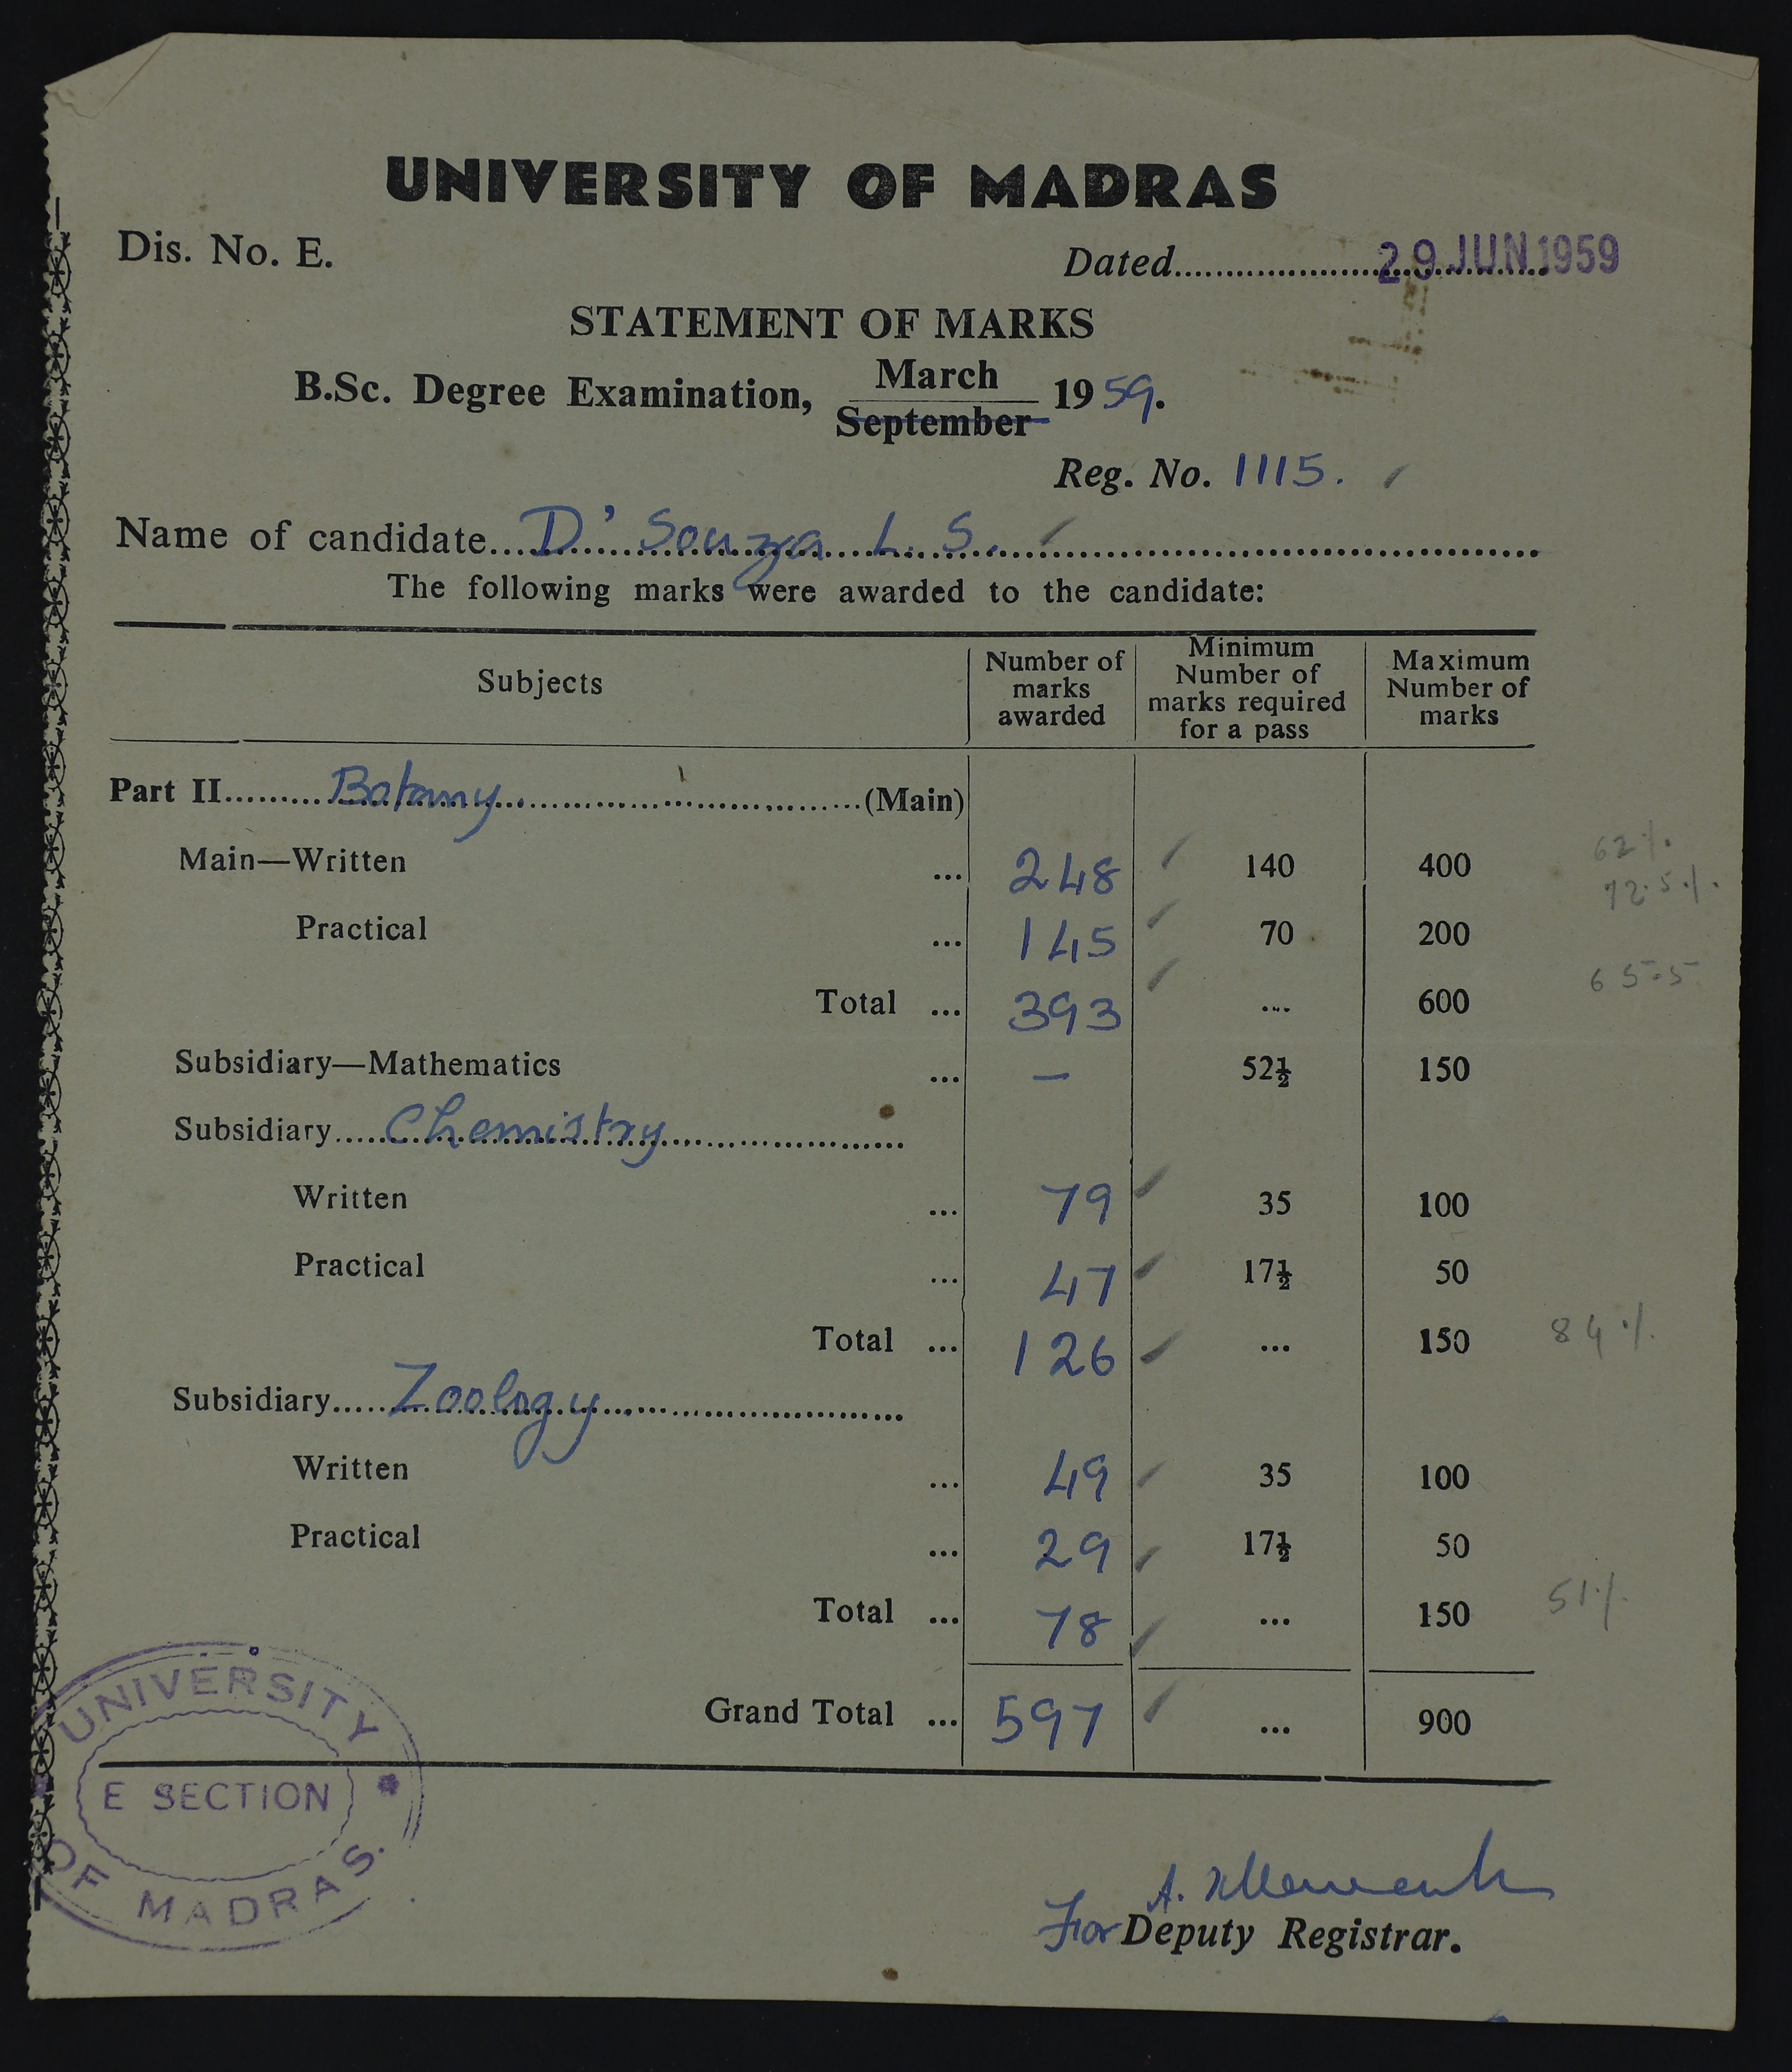 UNIVERSITY OF MADRAS
Dis. No. E.
Dated 29 JUN 1959
STATEMENT OF MARKS
B.Sc. Degree Examination, March 1959.
September
Reg. No. 1115.
Name of candidate D' Souza L. S.
The following marks were awarded to the candidate:
Subjects
Number of marks awarded
Minimum Number of marks required for a pass
Maximum Number of marks
Part II Botany (Main)
Main—Written ... 248 140 400 62%
72.5%
Practical ... 145 70 200
Total ... 393 ... 600 65.5
Subsidiary—Mathematics ... — 52½ 150
Subsidiary Chemistry
Written ... 79 35 100
Practical ... 47 17½ 50
Total ... 126 ... 150 84%
Subsidiary Zoology
Written ... 49 35 100
Practical ... 29 17½ 50
Total ... 78 ... 150 51%
Grand Total ... 597 ... 900
UNIVERSITY OF MADRAS.
E SECTION
A.
For Deputy Registrar.